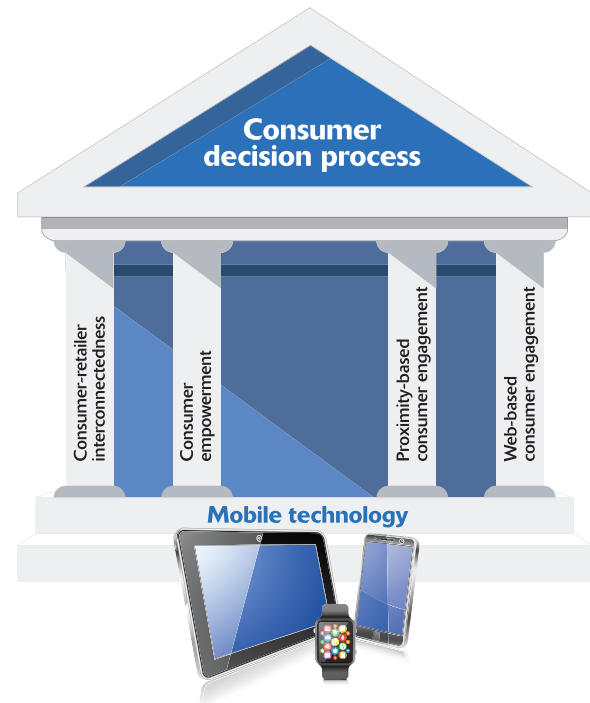 Consumer
decision process
Consumer-retailer
interconnectedness
Consumer
empowerment
Proximity-based
consumer engagement
Web-based
consumer engagement
Mobile technology